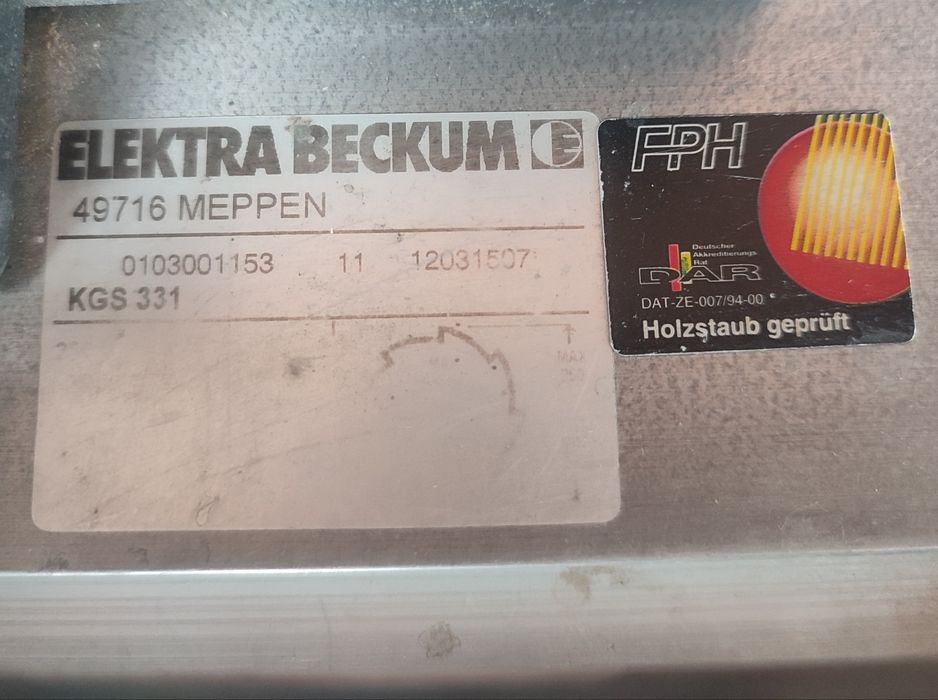 ELEKTRA BECKUM E
49716 MEPPEN
0103001153 11 12031507
KGS 331
MAX
FPH
Deutscher
Akkreditierungs
Rat
DAR
DAT-ZE-007/94-00
Holzstaub geprüft